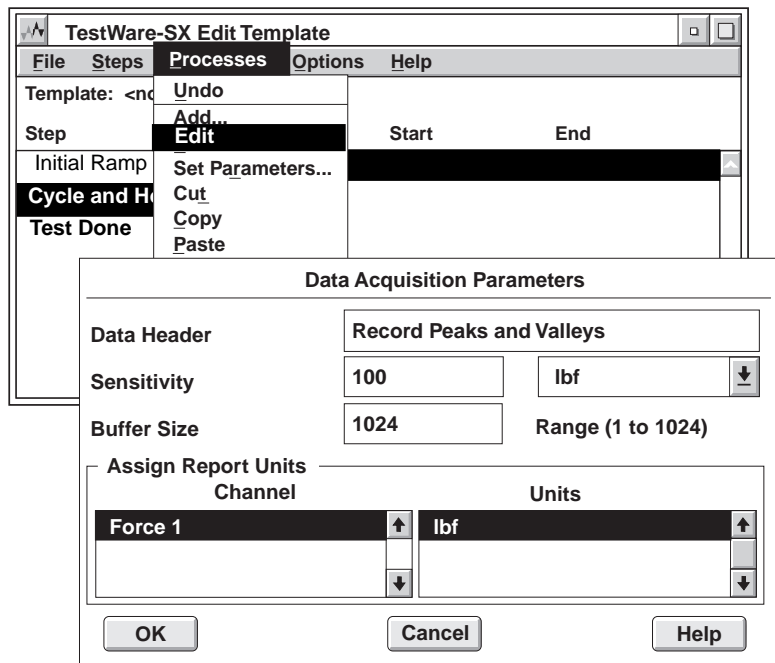 TestWare-SX Edit Template
File Steps Processes Options Help
Template: <no
Undo
Add...
Step Edit Start End
Initial Ramp Set Parameters...
Cycle and H Cut
Copy
Test Done
Paste
Data Acquisition Parameters
Data Header Record Peaks and Valleys
Sensitivity 100 lbf
Buffer Size 1024 Range (1 to 1024)
Assign Report Units
Channel Units
Force 1 lbf
OK Cancel Help